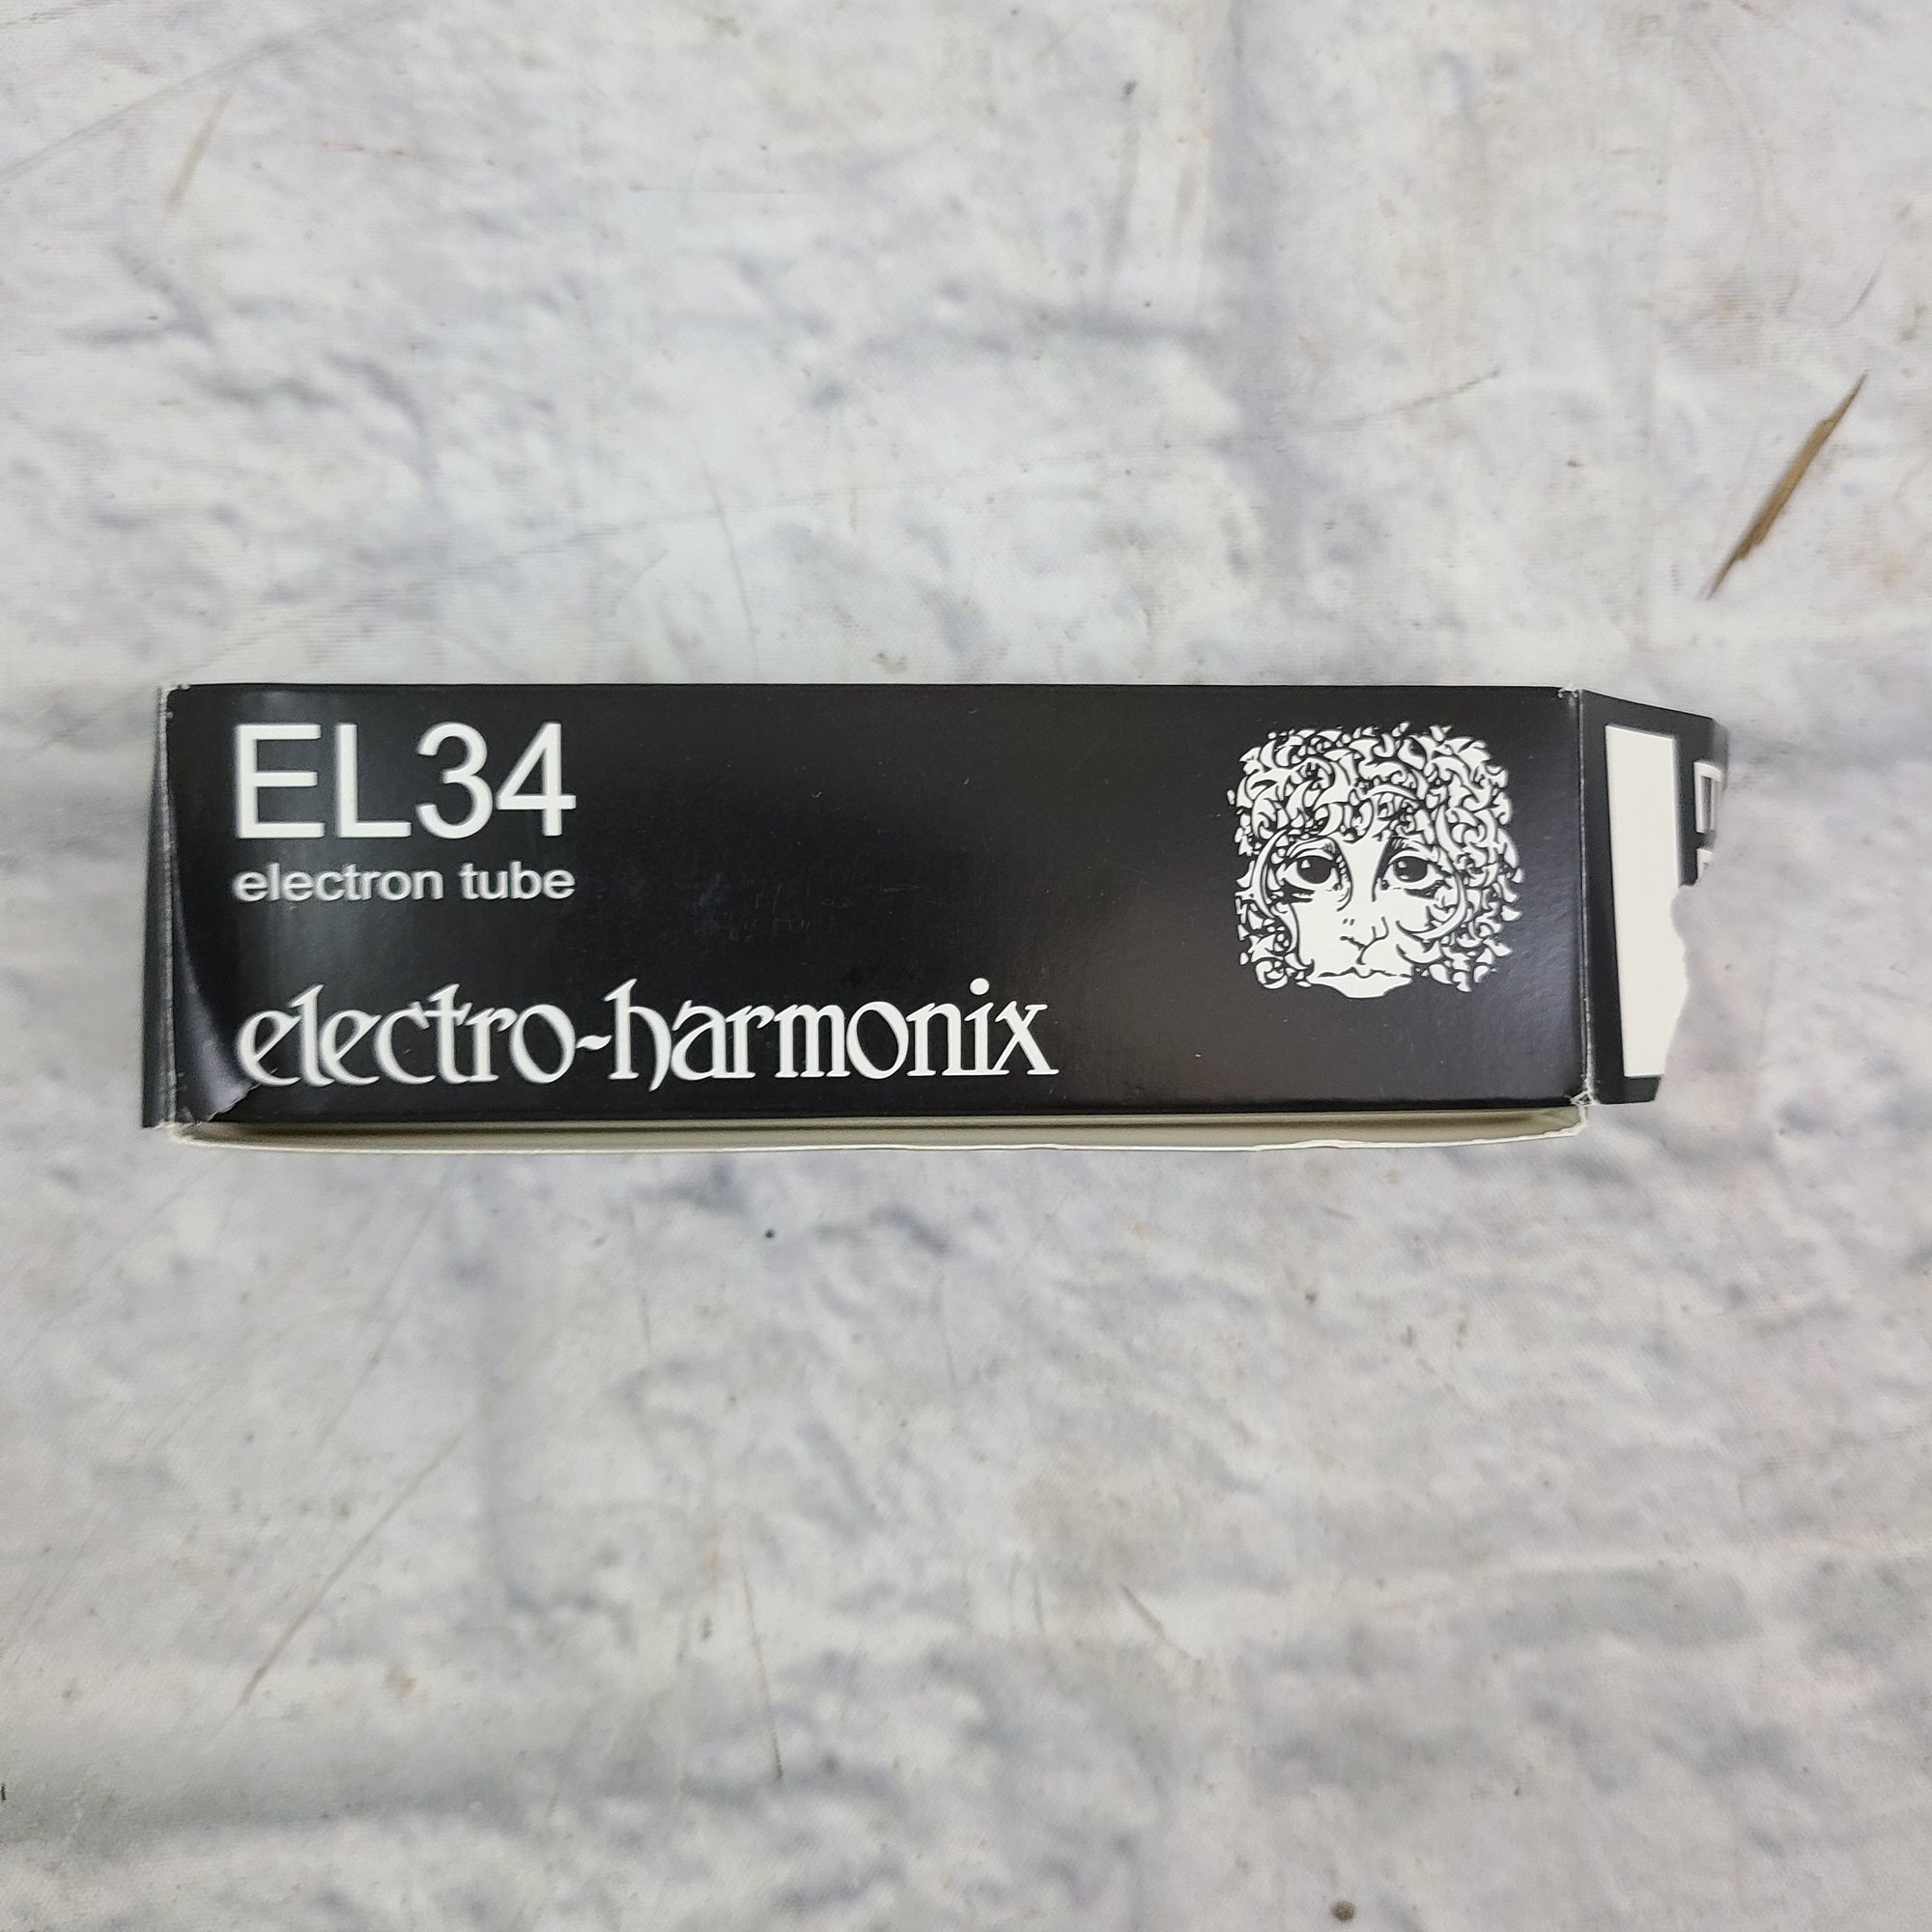 EL34
electron tube
electro-harmonix